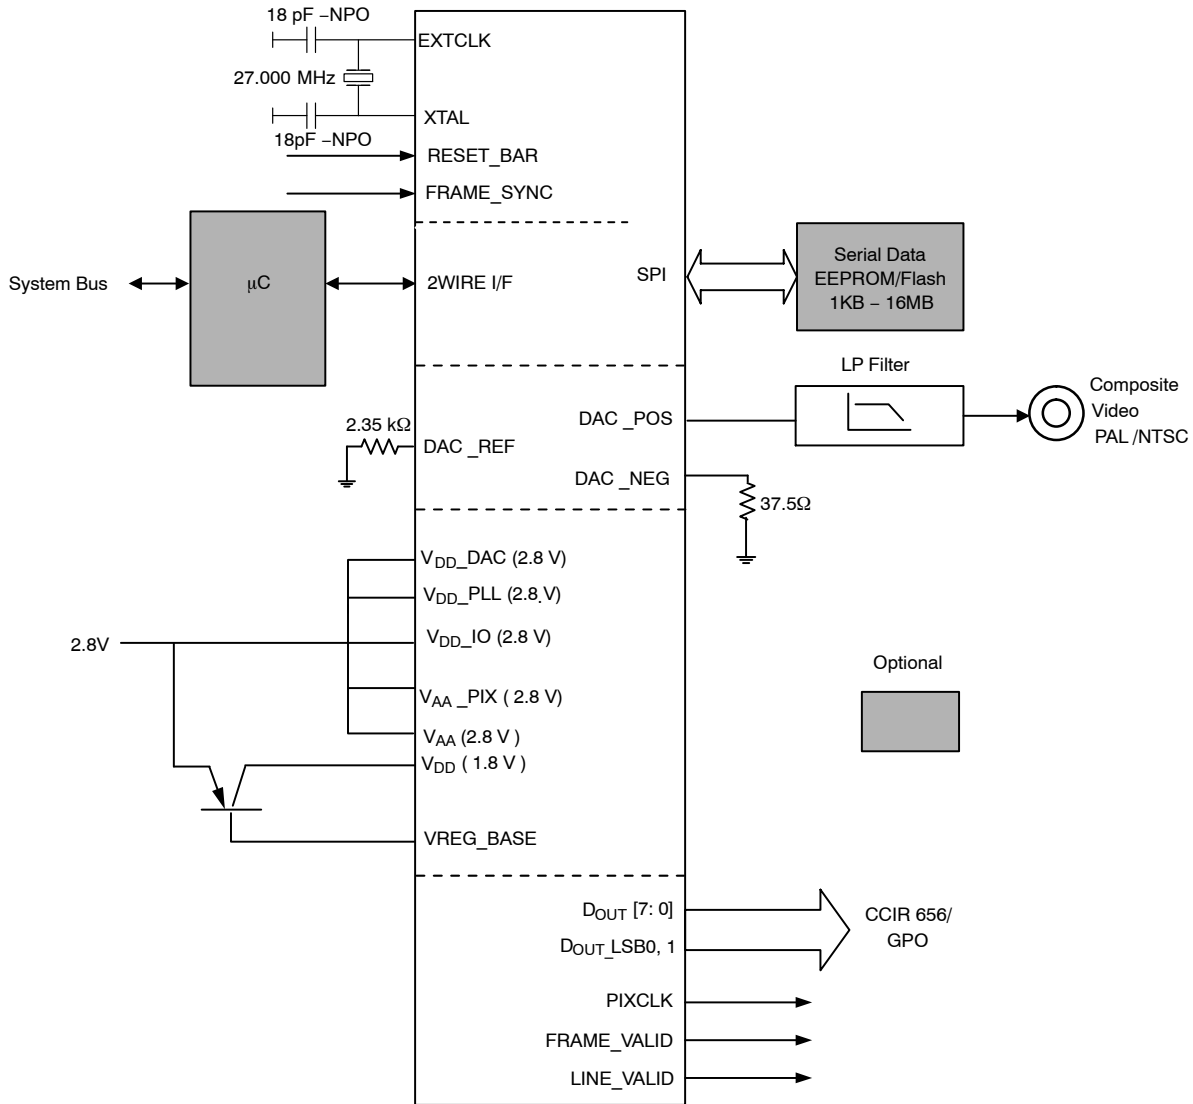 18 pF −NPO
EXTCLK
27.000 MHz
XTAL
18pF −NPO
RESET_BAR
FRAME_SYNC
System Bus
μC
2WIRE I/F
SPI
Serial Data
EEPROM/Flash
1KB − 16MB
LP Filter
2.35 kΩ
DAC _REF
DAC _POS
Composite
Video
PAL /NTSC
DAC _NEG
37.5Ω
VDD_DAC (2.8 V)
VDD_PLL (2.8.V)
2.8V
VDD_IO (2.8 V)
VAA _PIX ( 2.8 V)
VAA (2.8 V )
VDD ( 1.8 V )
VREG_BASE
Optional
DOUT [7: 0]
DOUT_LSB0, 1
CCIR 656/
GPO
PIXCLK
FRAME_VALID
LINE_VALID